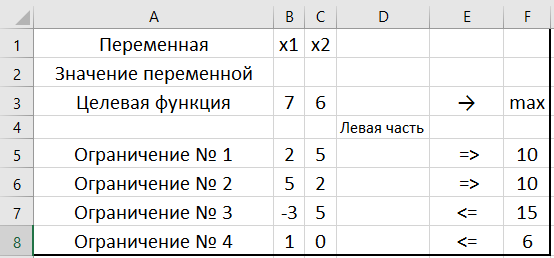 A B C D E F
1 Переменная x1 x2
2 Значение переменной
3 Целевая функция 7 6 → max
4 Левая часть
5 Ограничение № 1 2 5 => 10
6 Ограничение № 2 5 2 => 10
7 Ограничение № 3 -3 5 <= 15
8 Ограничение № 4 1 0 <= 6